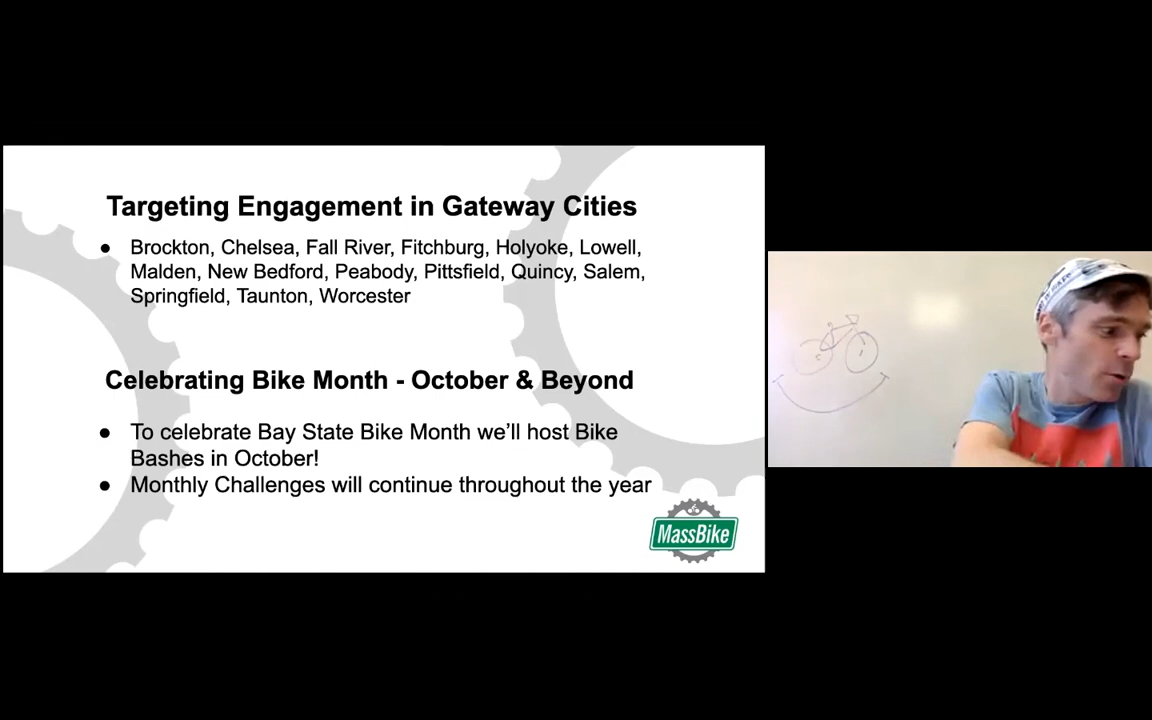 Targeting Engagement in Gateway Cities
● Brockton, Chelsea, Fall River, Fitchburg, Holyoke, Lowell,
Malden, New Bedford, Peabody, Pittsfield, Quincy, Salem,
Springfield, Taunton, Worcester
Celebrating Bike Month - October & Beyond
● To celebrate Bay State Bike Month we’ll host Bike
Bashes in October!
● Monthly Challenges will continue throughout the year
MassBike